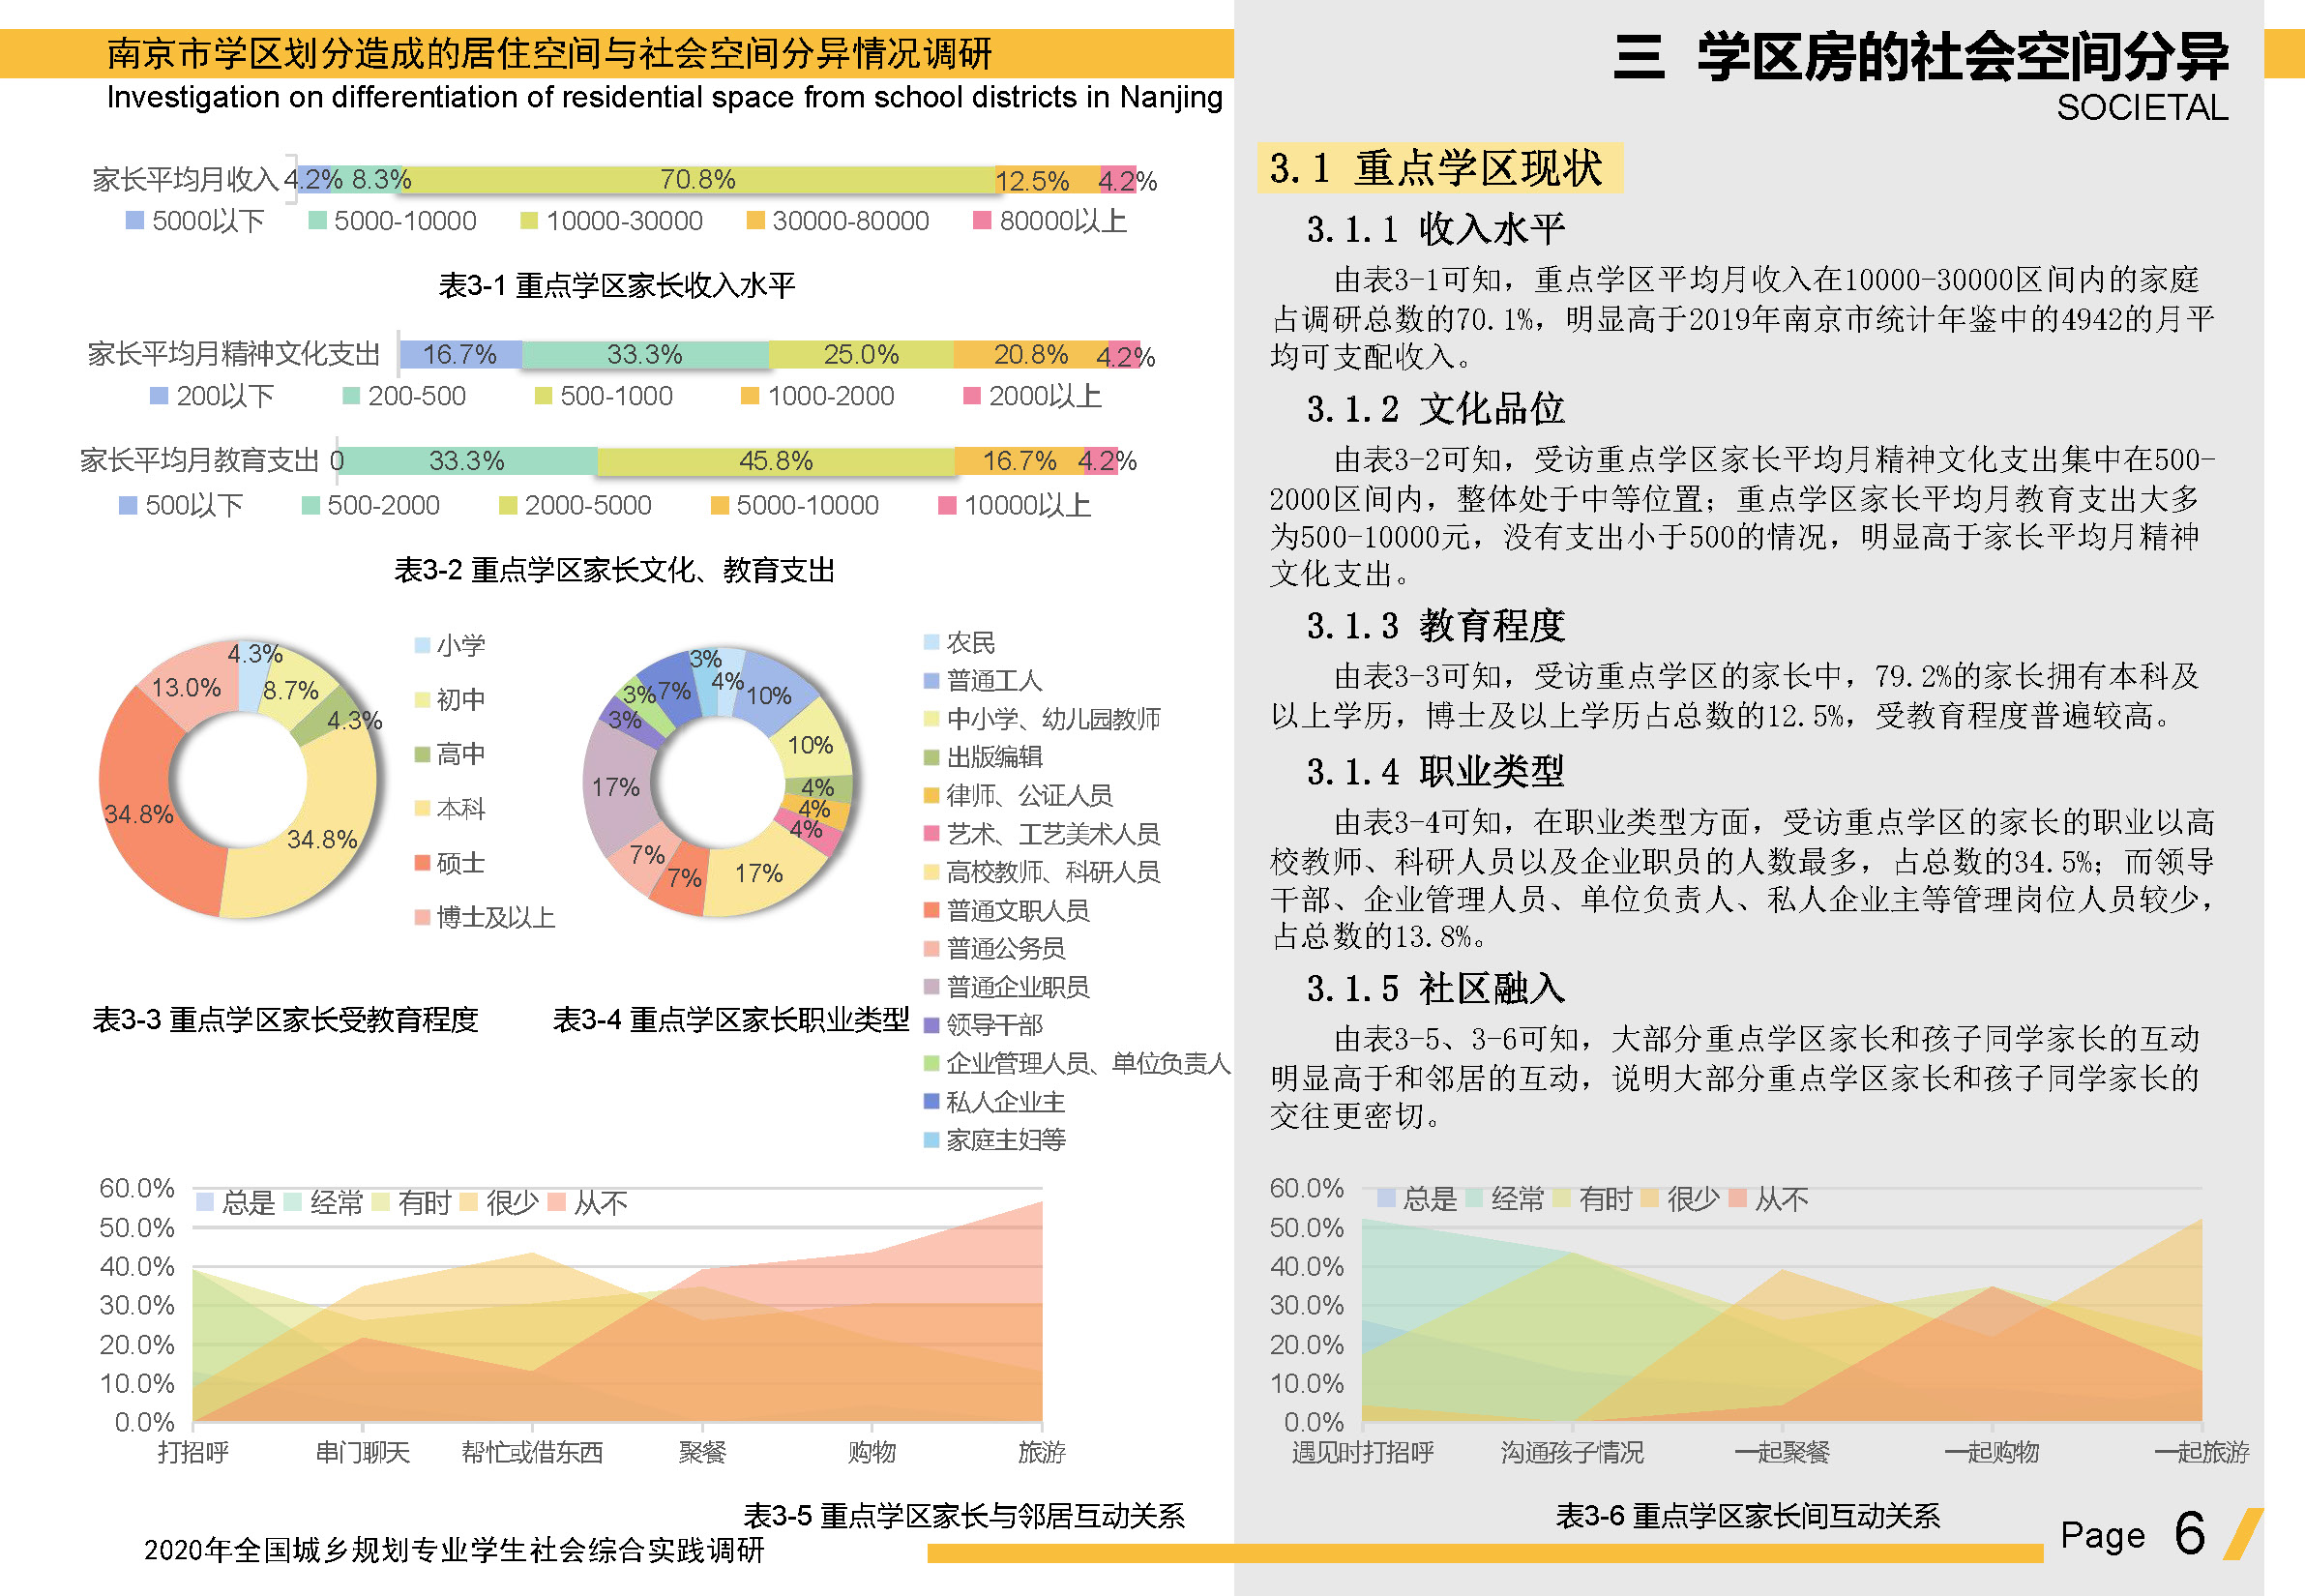 南京市学区划分造成的居住空间与社会空间分异情况调研
Investigation on differentiation of residential space from school districts in Nanjing
家长平均月收入 4.2% 8.3% 70.8% 12.5% 4.2%
5000以下 5000-10000 10000-30000 30000-80000 80000以上
表3-1 重点学区家长收入水平
家长平均月精神文化支出 16.7% 33.3% 25.0% 20.8% 4.2%
200以下 200-500 500-1000 1000-2000 2000以上
家长平均月教育支出 0 33.3% 45.8% 16.7% 4.2%
500以下 500-2000 2000-5000 5000-10000 10000以上
表3-2 重点学区家长文化、教育支出
4.3%
8.7%
4.3%
34.8%
34.8%
13.0%
小学
初中
高中
本科
硕士
博士及以上
表3-3 重点学区家长受教育程度
4%
10%
10%
4%
4%
4%
17%
7%
7%
17%
3%
3%
7%
3%
农民
普通工人
中小学、幼儿园教师
出版编辑
律师、公证人员
艺术、工艺美术人员
高校教师、科研人员
普通文职人员
普通公务员
普通企业职员
领导干部
企业管理人员、单位负责人
私人企业主
家庭主妇等
表3-4 重点学区家长职业类型
总是 经常 有时 很少 从不
60.0%
50.0%
40.0%
30.0%
20.0%
10.0%
0.0%
打招呼 串门聊天 帮忙或借东西 聚餐 购物 旅游
表3-5 重点学区家长与邻居互动关系
2020年全国城乡规划专业学生社会综合实践调研
三 学区房的社会空间分异
SOCIETAL
3.1 重点学区现状
3.1.1 收入水平
由表3-1可知，重点学区平均月收入在10000-30000区间内的家庭
占调研总数的70.1%，明显高于2019年南京市统计年鉴中的4942的月平
均可支配收入。
3.1.2 文化品位
由表3-2可知，受访重点学区家长平均月精神文化支出集中在500-
2000区间内，整体处于中等位置；重点学区家长平均月教育支出大多
为500-10000元，没有支出小于500的情况，明显高于家长平均月精神
文化支出。
3.1.3 教育程度
由表3-3可知，受访重点学区的家长中，79.2%的家长拥有本科及
以上学历，博士及以上学历占总数的12.5%，受教育程度普遍较高。
3.1.4 职业类型
由表3-4可知，在职业类型方面，受访重点学区的家长的职业以高
校教师、科研人员以及企业职员的人数最多，占总数的34.5%；而领导
干部、企业管理人员、单位负责人、私人企业主等管理岗位人员较少，
占总数的13.8%。
3.1.5 社区融入
由表3-5、3-6可知，大部分重点学区家长和孩子同学家长的互动
明显高于和邻居的互动，说明大部分重点学区家长和孩子同学家长的
交往更密切。
总是 经常 有时 很少 从不
60.0%
50.0%
40.0%
30.0%
20.0%
10.0%
0.0%
遇见时打招呼 沟通孩子情况 一起聚餐 一起购物 一起旅游
表3-6 重点学区家长间互动关系
Page 6